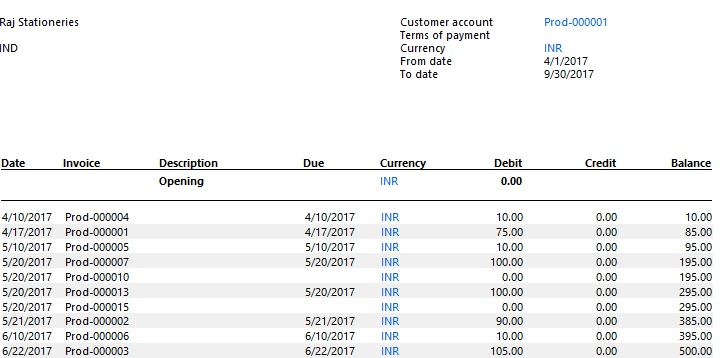 Raj Stationeries Customer account Prod-000001
Terms of payment
IND Currency INR
From date 4/1/2017
To date 9/30/2017
Date Invoice Description Due Currency Debit Credit Balance
Opening INR 0.00
4/10/2017 Prod-000004 4/10/2017 INR 10.00 0.00 10.00
4/17/2017 Prod-000001 4/17/2017 INR 75.00 0.00 85.00
5/10/2017 Prod-000005 5/10/2017 INR 10.00 0.00 95.00
5/20/2017 Prod-000007 5/20/2017 INR 100.00 0.00 195.00
5/20/2017 Prod-000010 INR 0.00 0.00 195.00
5/20/2017 Prod-000013 5/20/2017 INR 100.00 0.00 295.00
5/20/2017 Prod-000015 INR 0.00 0.00 295.00
5/21/2017 Prod-000002 5/21/2017 INR 90.00 0.00 385.00
6/10/2017 Prod-000006 6/10/2017 INR 10.00 0.00 395.00
6/22/2017 Prod-000003 6/22/2017 INR 105.00 0.00 500.00